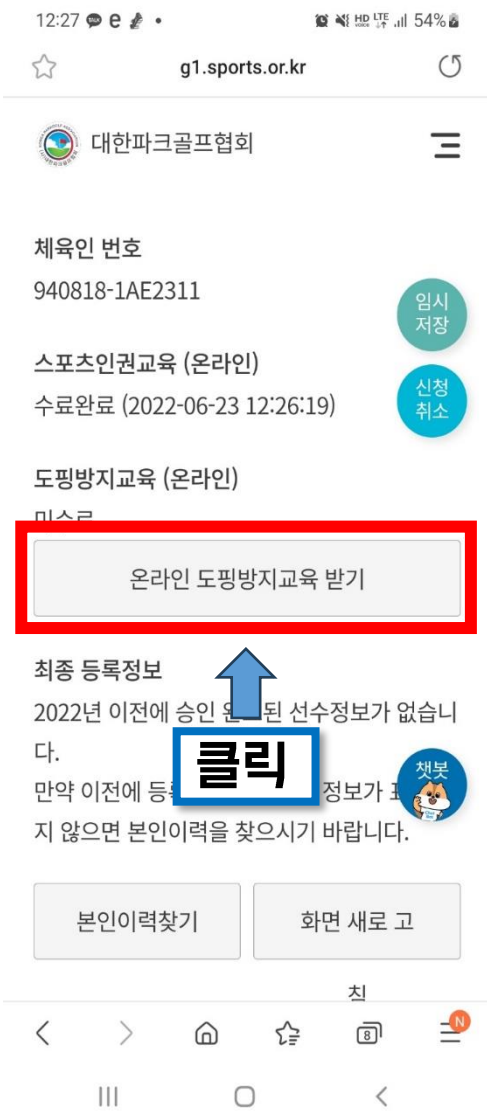 12:27
HD LTE 54%
g1.sports.or.kr
대한파크골프협회
체육인 번호
940818-1AE2311
임시
저장
스포츠인권교육 (온라인)
수료완료 (2022-06-23 12:26:19)
신청
취소
도핑방지교육 (온라인)
미수료
온라인 도핑방지교육 받기
최종 등록정보
2022년 이전에 승인 된 선수정보가 없습니
다.
클릭
챗봇
만약 이전에 등 정보가
지 않으면 본인이력을 찾으시기 바랍니다.
본인이력찾기
화면 새로 고
침
8
N